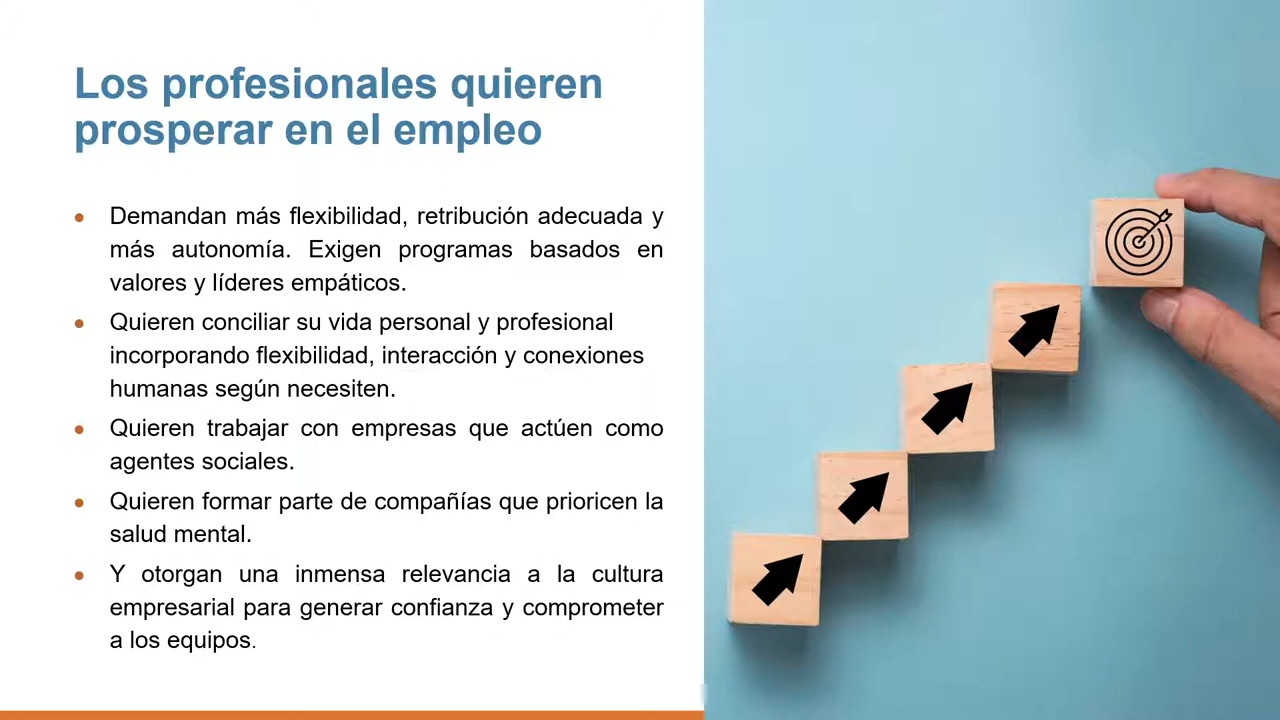 Los profesionales quieren
prosperar en el empleo
• Demandan más flexibilidad, retribución adecuada y
más autonomía. Exigen programas basados en
valores y líderes empáticos.
• Quieren conciliar su vida personal y profesional
incorporando flexibilidad, interacción y conexiones
humanas según necesiten.
• Quieren trabajar con empresas que actúen como
agentes sociales.
• Quieren formar parte de compañías que prioricen la
salud mental.
• Y otorgan una inmensa relevancia a la cultura
empresarial para generar confianza y comprometer
a los equipos.